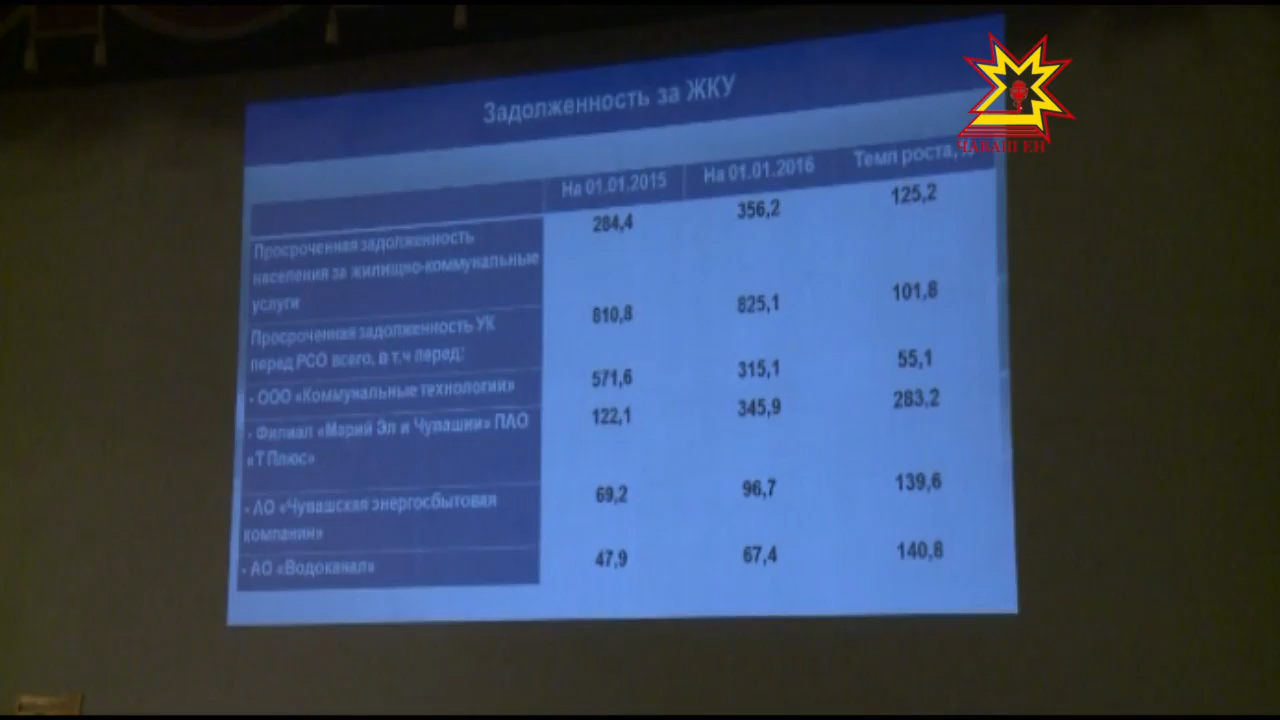 Задолженность за ЖКУ
ЧĂВАШ ЕН
На 01.01.2015 На 01.01.2016 Темп роста,
Просроченная задолженность
населения за жилищно-коммунальные
услуги
284,4 356,2 125,2
Просроченная задолженность УК
перед РСО всего, в т.ч перед:
810,8 825,1 101,8
- ООО «Коммунальные технологии»
571,6 315,1 55,1
- Филиал «Марий Эл и Чувашии» ПАО
«Т Плюс»
122,1 345,9 283,2
- АО «Чувашская энергосбытовая
компания»
69,2 96,7 139,6
- АО «Водоканал»
47,9 67,4 140,8